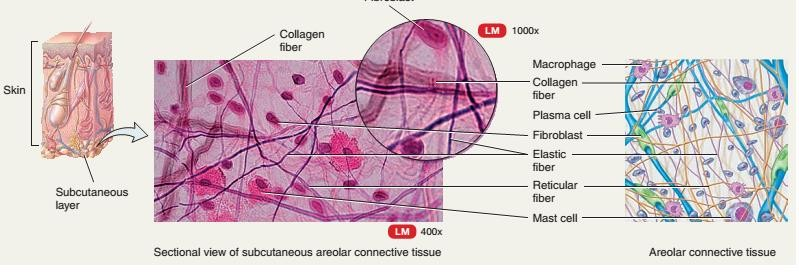 Fibroblast
LM 1000x
Collagen
fiber
Skin
Macrophage
Collagen
fiber
Plasma cell
Fibroblast
Elastic
fiber
Reticular
fiber
Mast cell
Subcutaneous
layer
LM 400x
Sectional view of subcutaneous areolar connective tissue
Areolar connective tissue